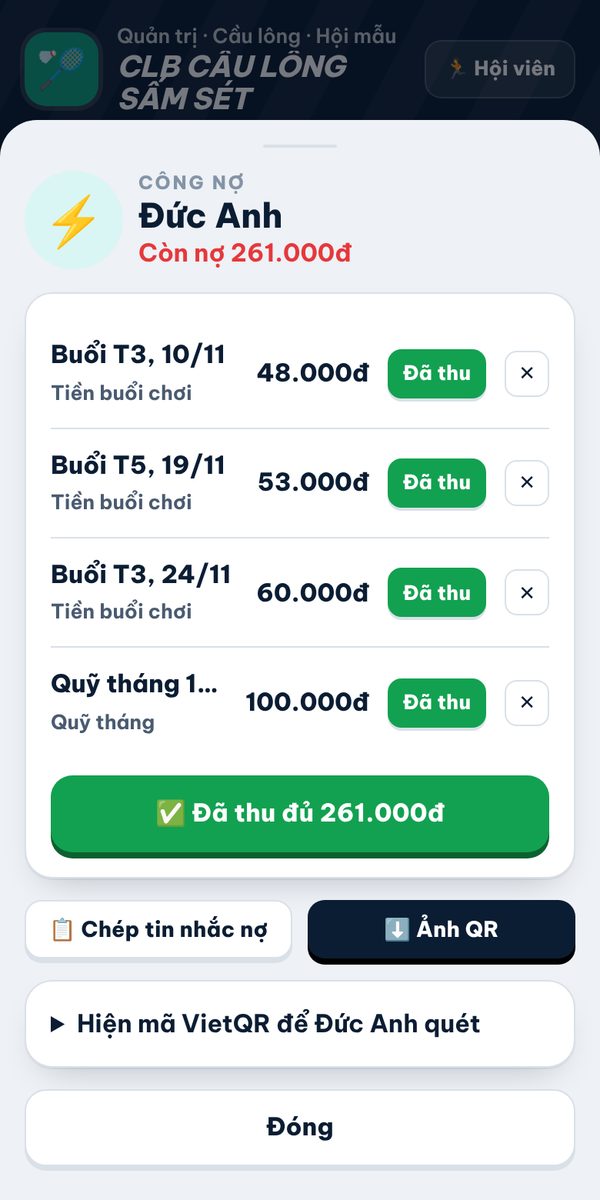 Quản trị · Cầu lông · Hội mẫu
CLB CẦU LÔNG
SẤM SÉT
🏃 Hội viên
CÔNG NỢ
Đức Anh
Còn nợ 261.000đ
Buổi T3, 10/11
Tiền buổi chơi
48.000đ
Đã thu
×
Buổi T5, 19/11
Tiền buổi chơi
53.000đ
Đã thu
×
Buổi T3, 24/11
Tiền buổi chơi
60.000đ
Đã thu
×
Quỹ tháng 1...
Quỹ tháng
100.000đ
Đã thu
×
✅ Đã thu đủ 261.000đ
📋 Chép tin nhắc nợ
⬇️ Ảnh QR
▶ Hiện mã VietQR để Đức Anh quét
Đóng